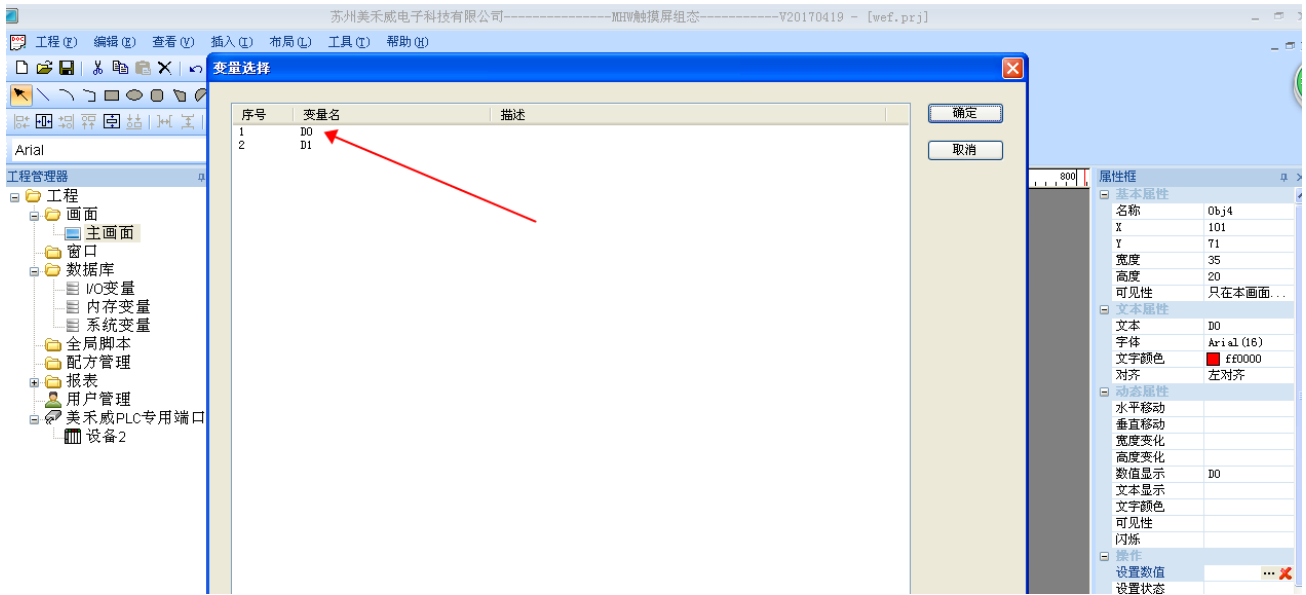 苏州美禾威电子科技有限公司----------------MHW触摸屏组态-----------V20170419 - [wef.prj]
工程(F) 编辑(E) 查看(V) 插入(I) 布局(L) 工具(T) 帮助(H)
变量选择
序号 变量名 描述
1 D0
2 D1
确定
取消
Arial
工程管理器
工程
画面
主画面
窗口
数据库
I/O变量
内存变量
系统变量
全局脚本
配方管理
报表
用户管理
美禾威PLC专用端口
设备2
800
属性框
基本属性
名称 Obj4
X 101
Y 71
宽度 35
高度 20
可见性 只在本画面...
文本属性
文本 D0
字体 Arial(16)
文字颜色 ff0000
对齐 左对齐
动态属性
水平移动
垂直移动
宽度变化
高度变化
数值显示 D0
文本显示
文字颜色
可见性
闪烁
操作
设置数值 ...
设置状态